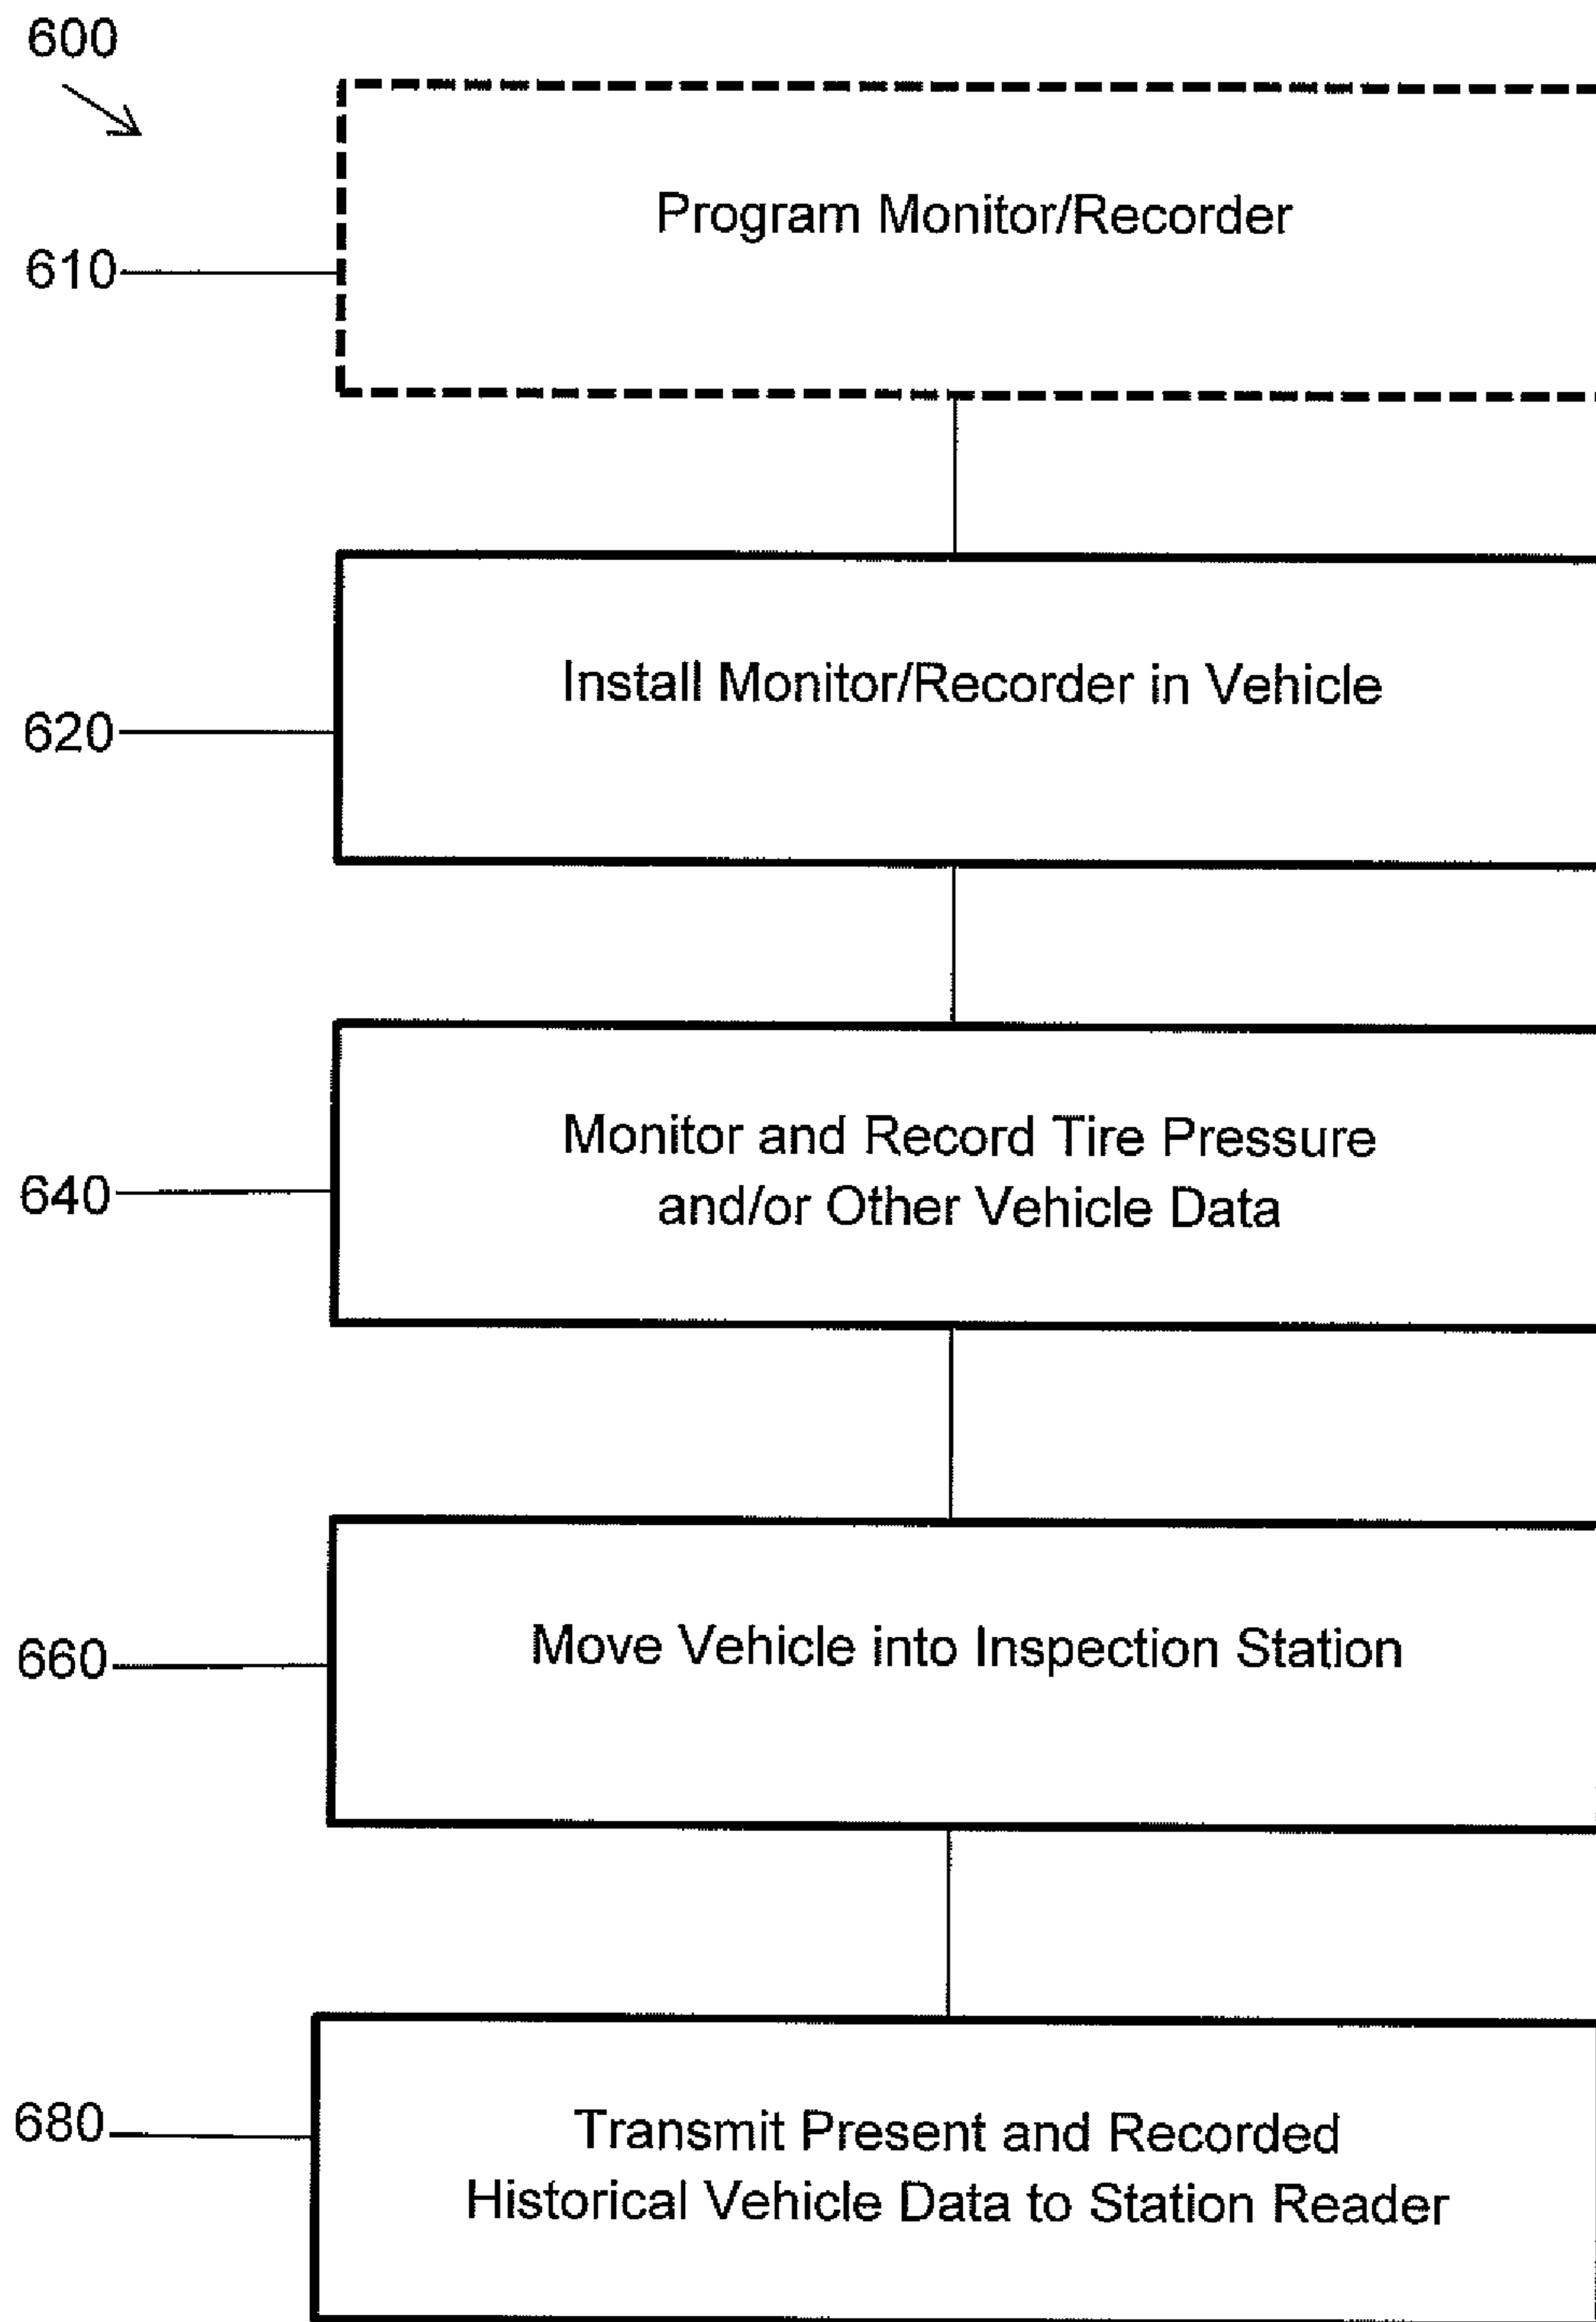 600
Program Monitor/Recorder
610
Install Monitor/Recorder in Vehicle
620
Monitor and Record Tire Pressure
and/or Other Vehicle Data
640
Move Vehicle into Inspection Station
660
Transmit Present and Recorded
Historical Vehicle Data to Station Reader
680